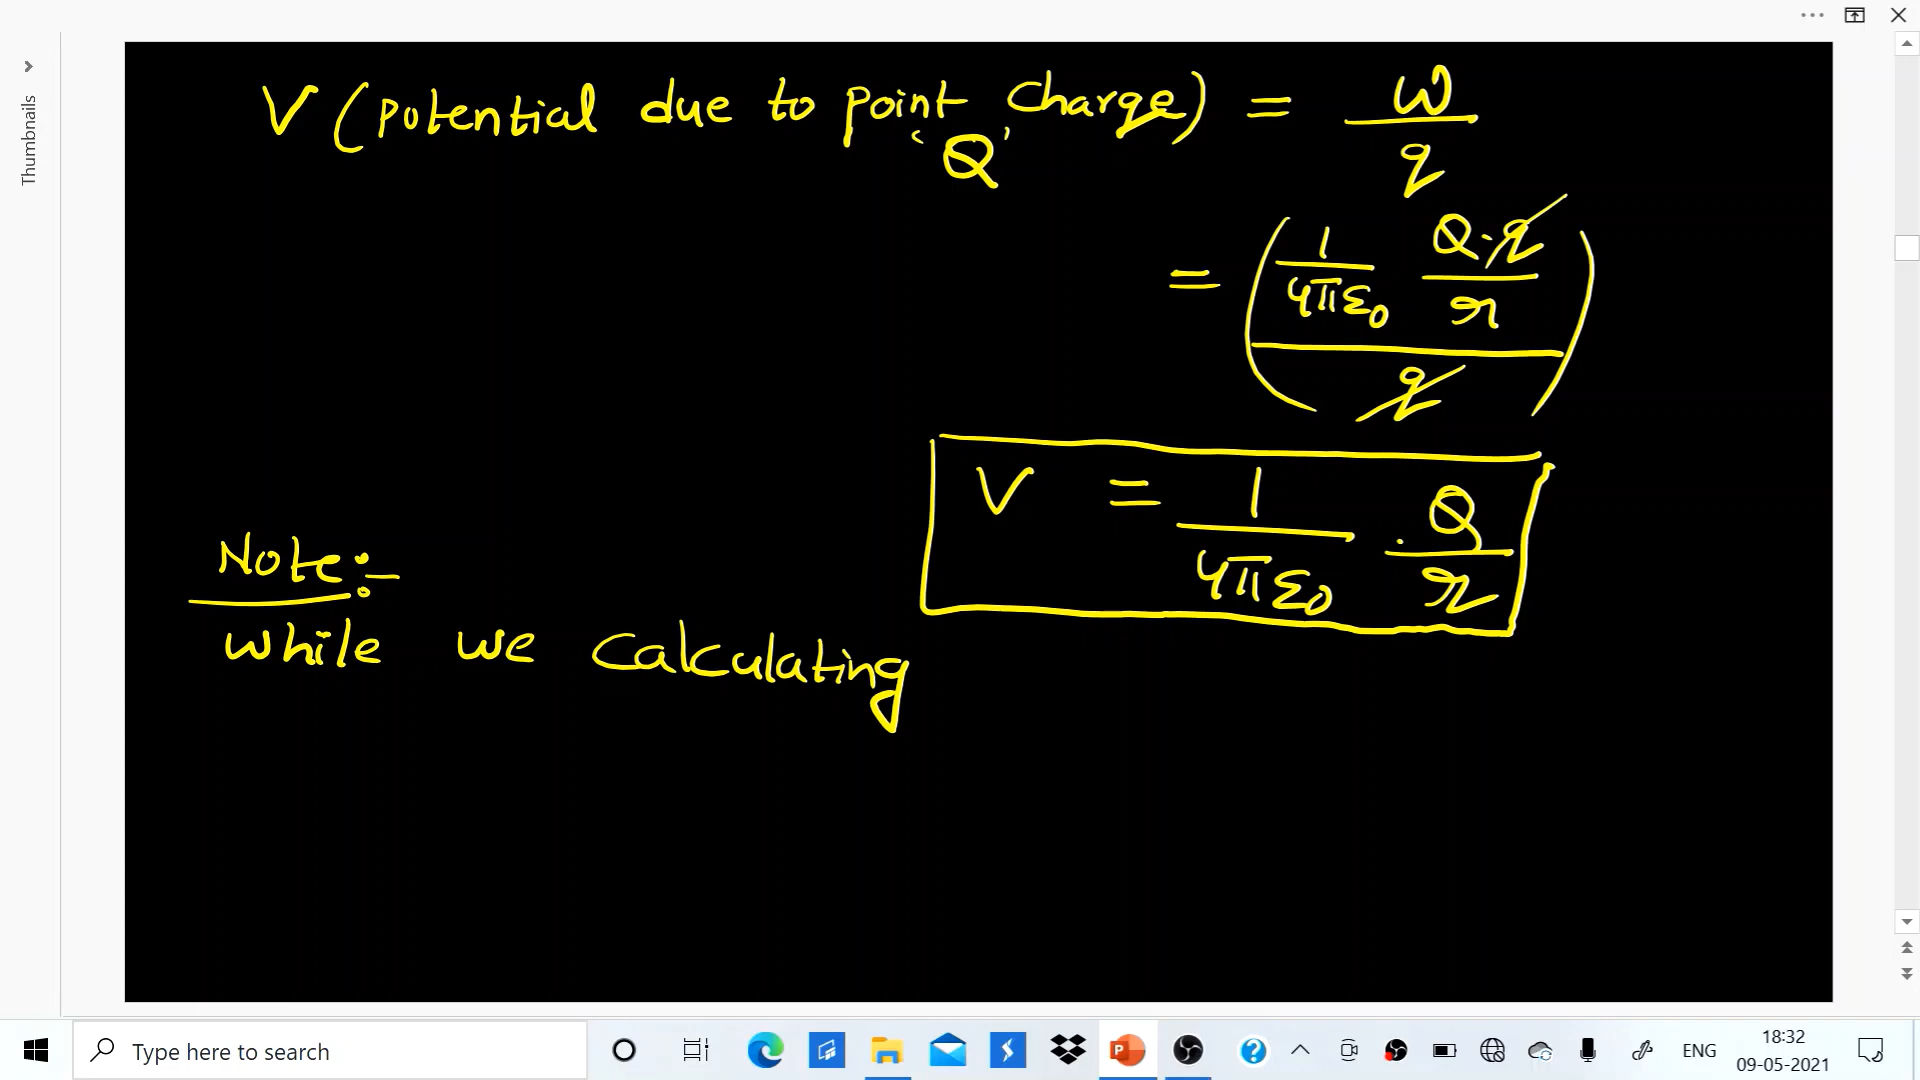 Thumbnails
V (potential due to point charge) = W/q
'Q'
= (1/4πε0 Q.q/r)/q
V = 1/4πε0 . Q/r
Note:-
While we calculating
Type here to search
ENG
18:32
09-05-2021